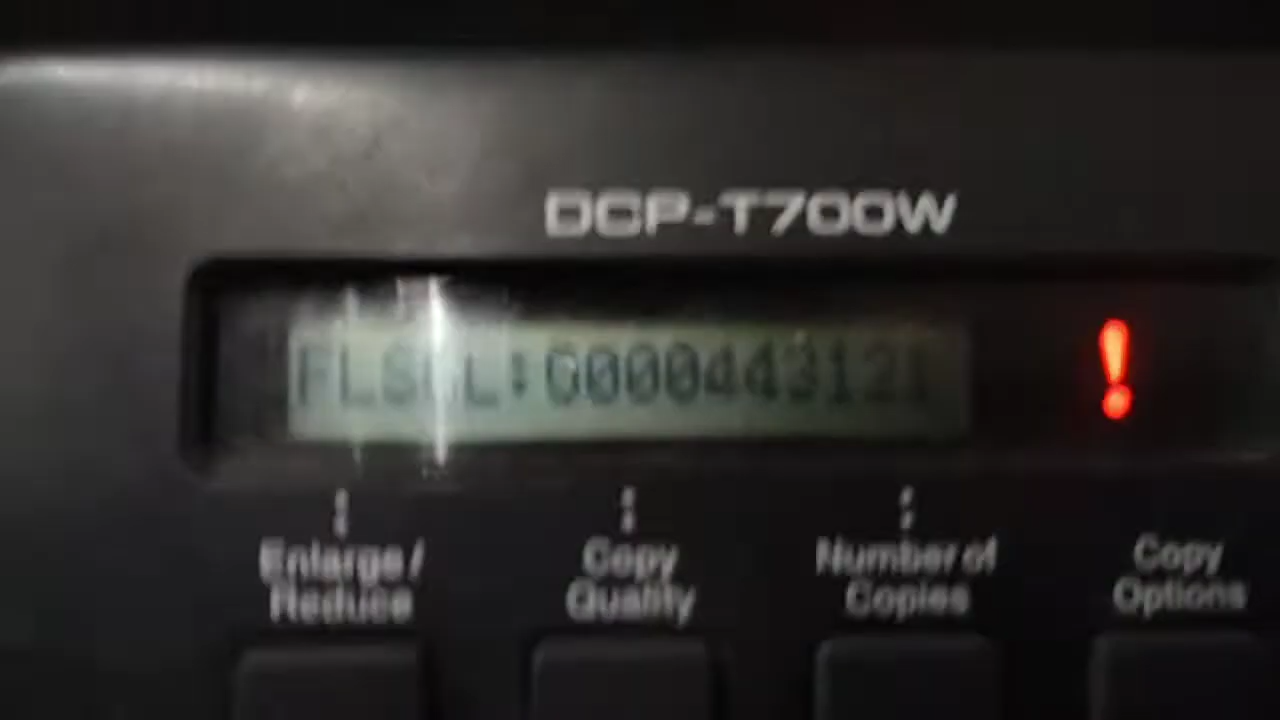 DCP-T700W
Enlarge/
Reduce
Copy
Quality
Number of
Copies
Copy
Options